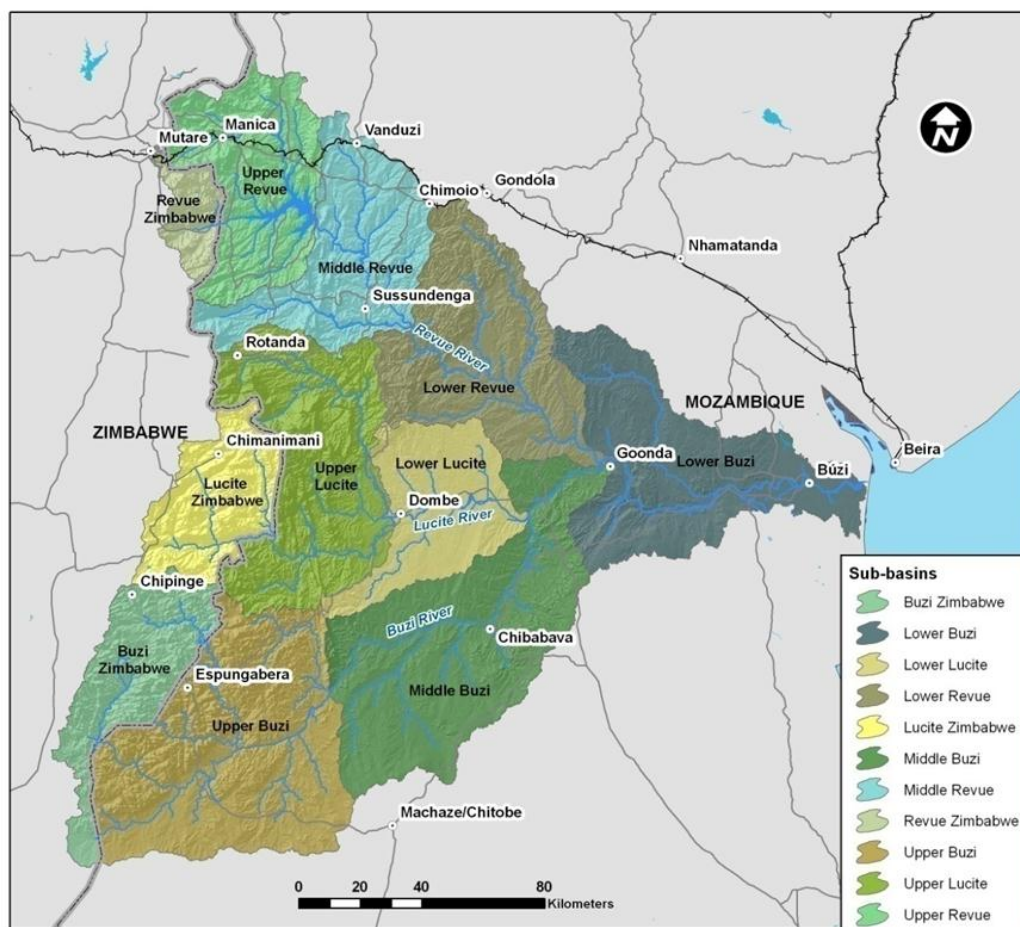 N
Mutare
Manica
Vanduzi
Upper
Revue
Gondola
Chimoio
Revue
Zimbabwe
Nhamatanda
Middle Revue
Sussundenga
Revue River
Rotanda
Lower Revue
MOZAMBIQUE
ZIMBABWE
Chimanimani
Beira
Goonda
Lower Buzi
Búzi
Lower Lucite
Upper
Lucite
Lucite
Zimbabwe
Dombe
Lucite River
Chipinge
Buzi River
Chibabava
Buzi
Zimbabwe
Espungabera
Middle Buzi
Upper Buzi
Machaze/Chitobe
0 10 20 40 80
Kilometers
Sub-basins
Buzi Zimbabwe
Lower Buzi
Lower Lucite
Lower Revue
Lucite Zimbabwe
Middle Buzi
Middle Revue
Revue Zimbabwe
Upper Buzi
Upper Lucite
Upper Revue